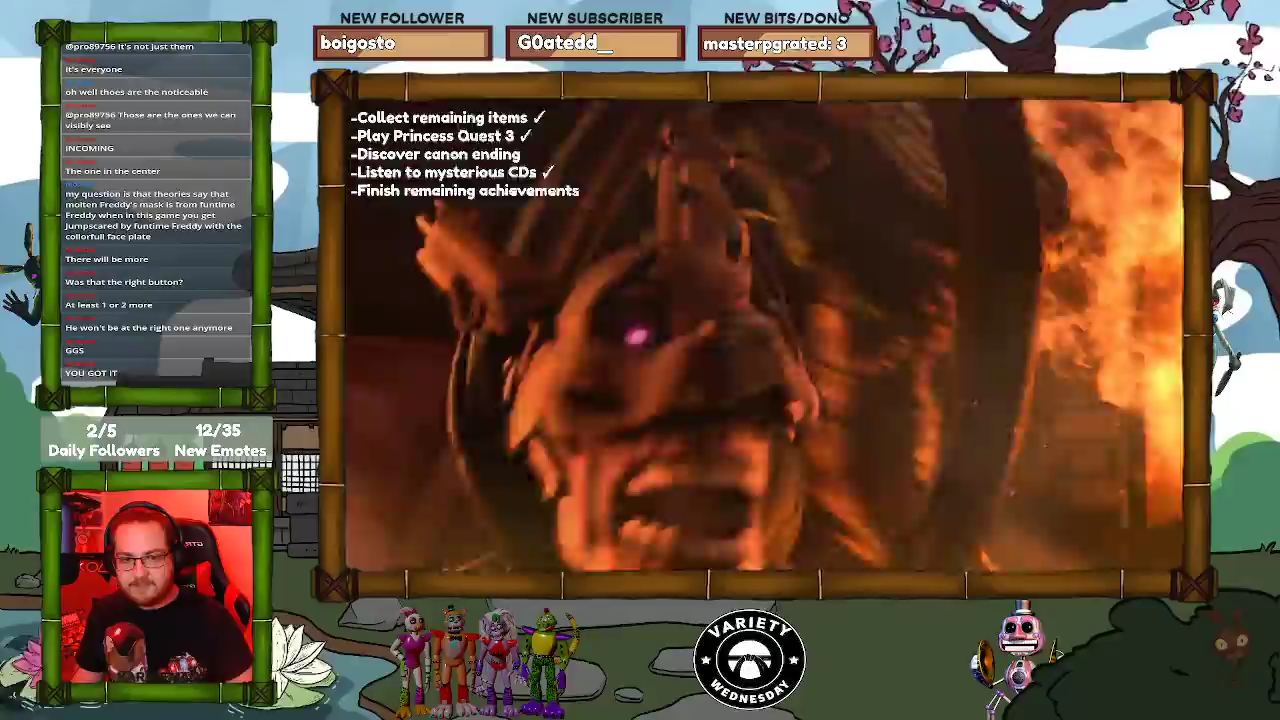 NEW FOLLOWER
NEW SUBSCRIBER
NEW BITS/DONO
boigosto
G0atedd_
masterpgrated: 3
@pro89756 It's not just them
It's everyone
oh well thoes are the noticeable
@pro89756 Those are the ones we can
visibly see
INCOMING
The one in the center
my question is that theories say that
molten Freddy's mask is from funtime
Freddy when in this game you get
Jumpscared by funtime Freddy with the
colorfull face plate
There will be more
Was that the right button?
At least 1 or 2 more
He won't be at the right one anymore
GGS
YOU GOT IT
-Collect remaining items ✓
-Play Princess Quest 3 ✓
-Discover canon ending
-Listen to mysterious CDs ✓
-Finish remaining achievements
2/5
Daily Followers
12/35
New Emotes
VARIETY
WEDNESDAY